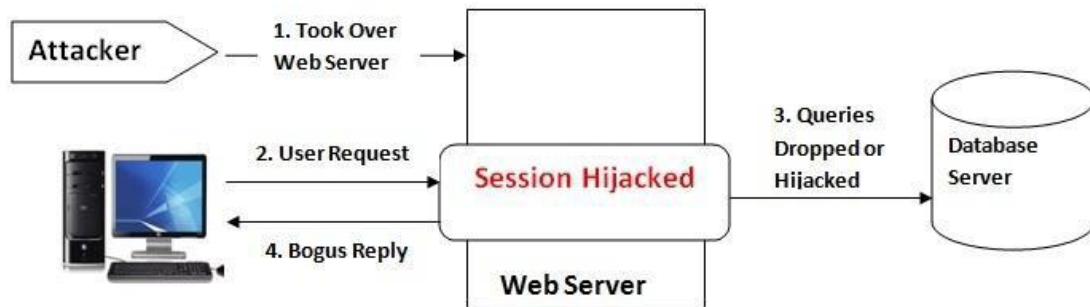 Attacker
1. Took Over
Web Server
2. User Request
Session Hijacked
3. Queries
Dropped or
Hijacked
Database
Server
4. Bogus Reply
Web Server